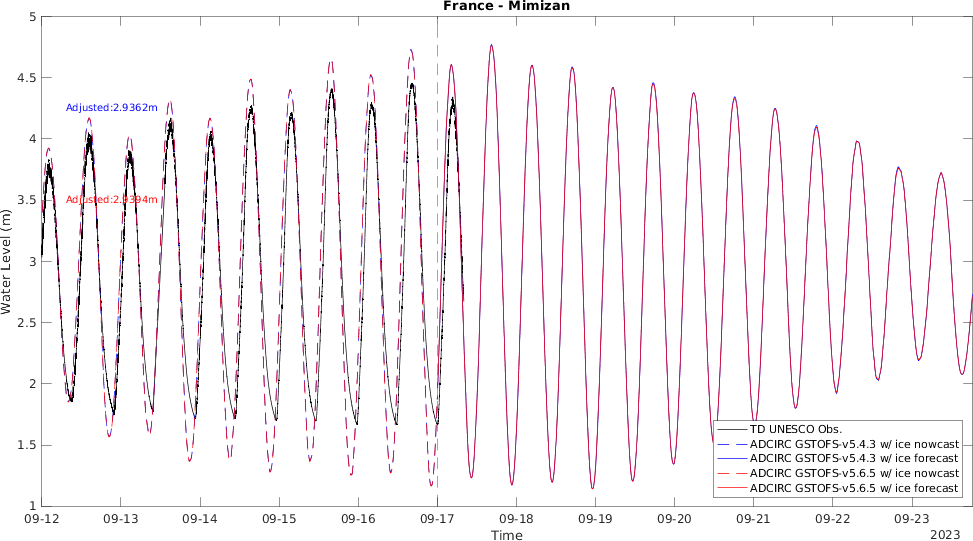 France - Mimizan
5
4.5
4
3.5
3
2.5
2
1.5
1
Water Level (m)
Adjusted:2.9362m
Adjusted:2.9394m
TD UNESCO Obs.
ADCIRC GSTOFS-v5.4.3 w/ ice nowcast
ADCIRC GSTOFS-v5.4.3 w/ ice forecast
ADCIRC GSTOFS-v5.6.5 w/ ice nowcast
ADCIRC GSTOFS-v5.6.5 w/ ice forecast
09-12 09-13 09-14 09-15 09-16 09-17 09-18 09-19 09-20 09-21 09-22 09-23
Time
2023